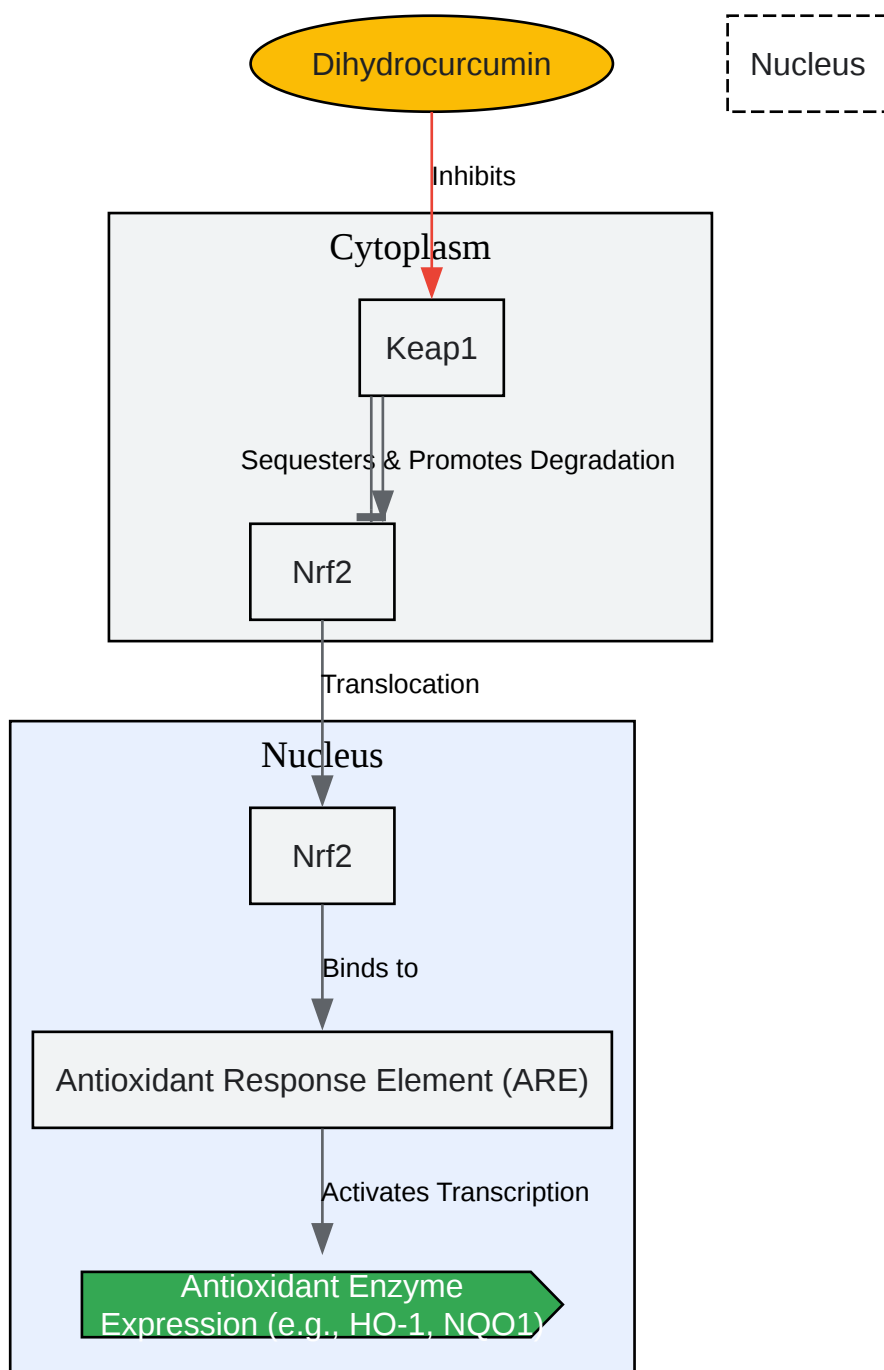 Dihydrocurcumin
Nucleus
Inhibits
Cytoplasm
Keap1
Sequesters & Promotes Degradation
Nrf2
Translocation
Nucleus
Nrf2
Binds to
Antioxidant Response Element (ARE)
Activates Transcription
Antioxidant Enzyme
Expression (e.g., HO-1, NQO1)